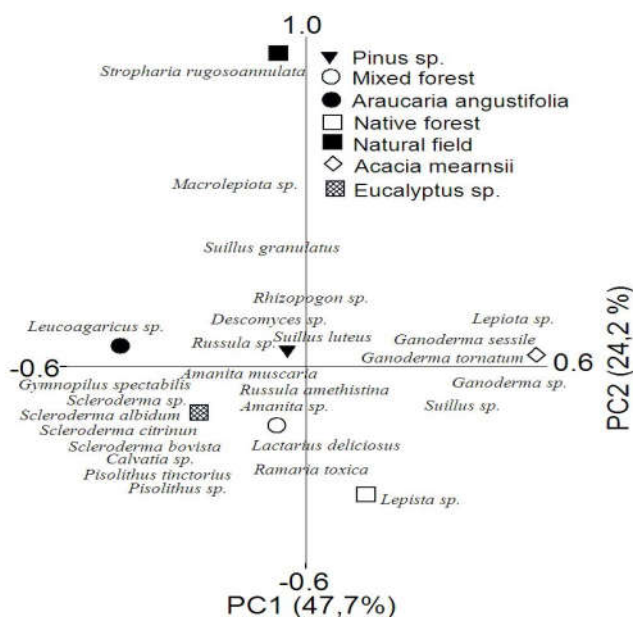 1.0
Stropharia rugosoannulata
Pinus sp.
Mixed forest
Araucaria angustifolia
Native forest
Natural field
Acacia mearnsii
Eucalyptus sp.
Macrolepiota sp.
Suillus granulatus
Rhizopogon sp.
Descomyces sp.
Lepiota sp.
Leucoagaricus sp.
Russula sp.
Suillus luteus
Ganoderma sessile
Ganoderma tornatum
-0.6
0.6
PC2 (24,2 %)
Amanita muscaria
Gymnopilus spectabilis
Russula amethistina
Ganoderma sp.
Scleroderma sp.
Amanita sp.
Suillus sp.
Scleroderma albidum
Scleroderma citrinum
Scleroderma bovista
Lactarius deliciosus
Calvatia sp.
Pisolithus tinctorius
Ramaria toxica
Pisolithus sp.
Lepista sp.
-0.6
PC1 (47,7%)